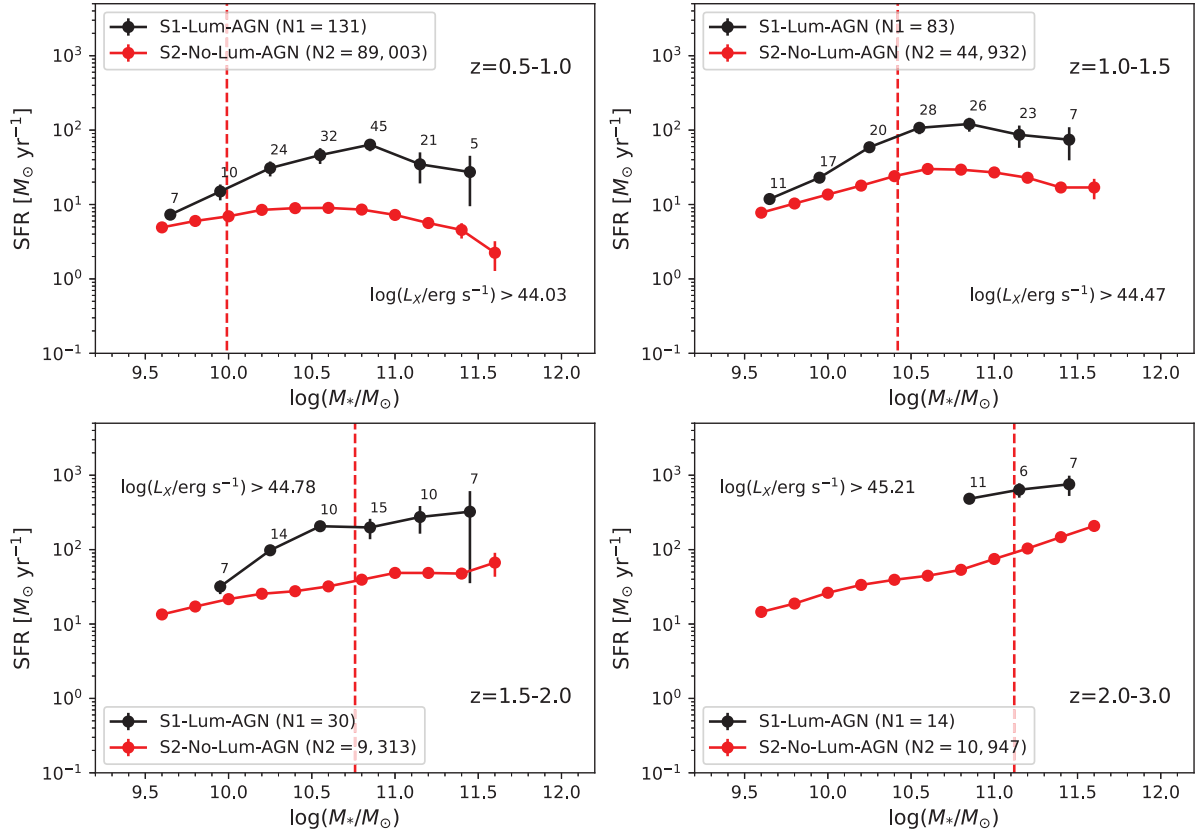 S1-Lum-AGN (N1 = 131)
S2-No-Lum-AGN (N2 = 89, 003)
z=0.5-1.0
7 10 24 32 45 21 5
log(L_X/erg s⁻¹) > 44.03
SFR [M⊙ yr⁻¹]
10³
10²
10¹
10⁰
10⁻¹
9.5 10.0 10.5 11.0 11.5 12.0
log(M*/M⊙)
S1-Lum-AGN (N1 = 83)
S2-No-Lum-AGN (N2 = 44, 932)
z=1.0-1.5
11 17 20 28 26 23 7
log(L_X/erg s⁻¹) > 44.47
SFR [M⊙ yr⁻¹]
10³
10²
10¹
10⁰
10⁻¹
9.5 10.0 10.5 11.0 11.5 12.0
log(M*/M⊙)
log(L_X/erg s⁻¹) > 44.78
7 14 10 15 10 7
z=1.5-2.0
S1-Lum-AGN (N1 = 30)
S2-No-Lum-AGN (N2 = 9, 313)
SFR [M⊙ yr⁻¹]
10³
10²
10¹
10⁰
10⁻¹
9.5 10.0 10.5 11.0 11.5 12.0
log(M*/M⊙)
log(L_X/erg s⁻¹) > 45.21
11 6 7
z=2.0-3.0
S1-Lum-AGN (N1 = 14)
S2-No-Lum-AGN (N2 = 10, 947)
SFR [M⊙ yr⁻¹]
10³
10²
10¹
10⁰
10⁻¹
9.5 10.0 10.5 11.0 11.5 12.0
log(M*/M⊙)